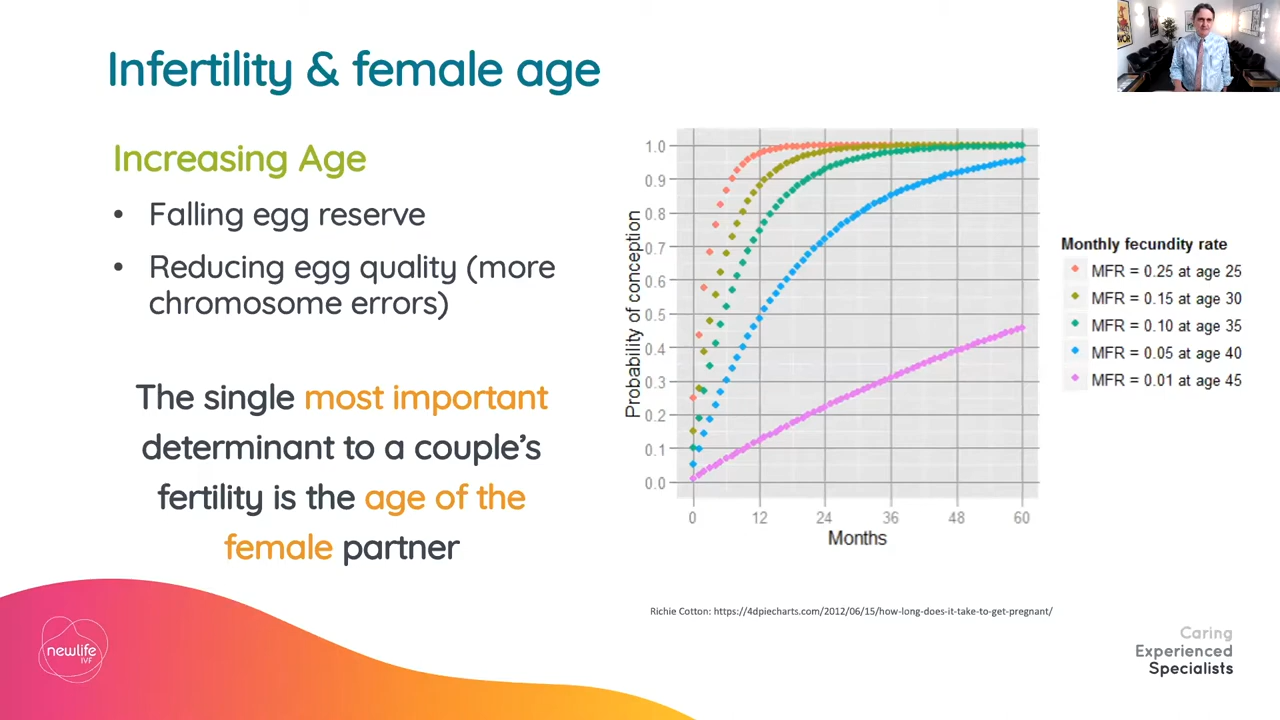 Infertility & female age
Increasing Age
• Falling egg reserve
• Reducing egg quality (more
chromosome errors)
The single most important
determinant to a couple's
fertility is the age of the
female partner
Probability of conception
1.0
0.9
0.8
0.7
0.6
0.5
0.4
0.3
0.2
0.1
0.0
0 12 24 36 48 60
Months
Monthly fecundity rate
MFR = 0.25 at age 25
MFR = 0.15 at age 30
MFR = 0.10 at age 35
MFR = 0.05 at age 40
MFR = 0.01 at age 45
Richie Cotton: https://4dpiecharts.com/2012/06/15/how-long-does-it-take-to-get-pregnant/
newlife
IVF
Caring
Experienced
Specialists